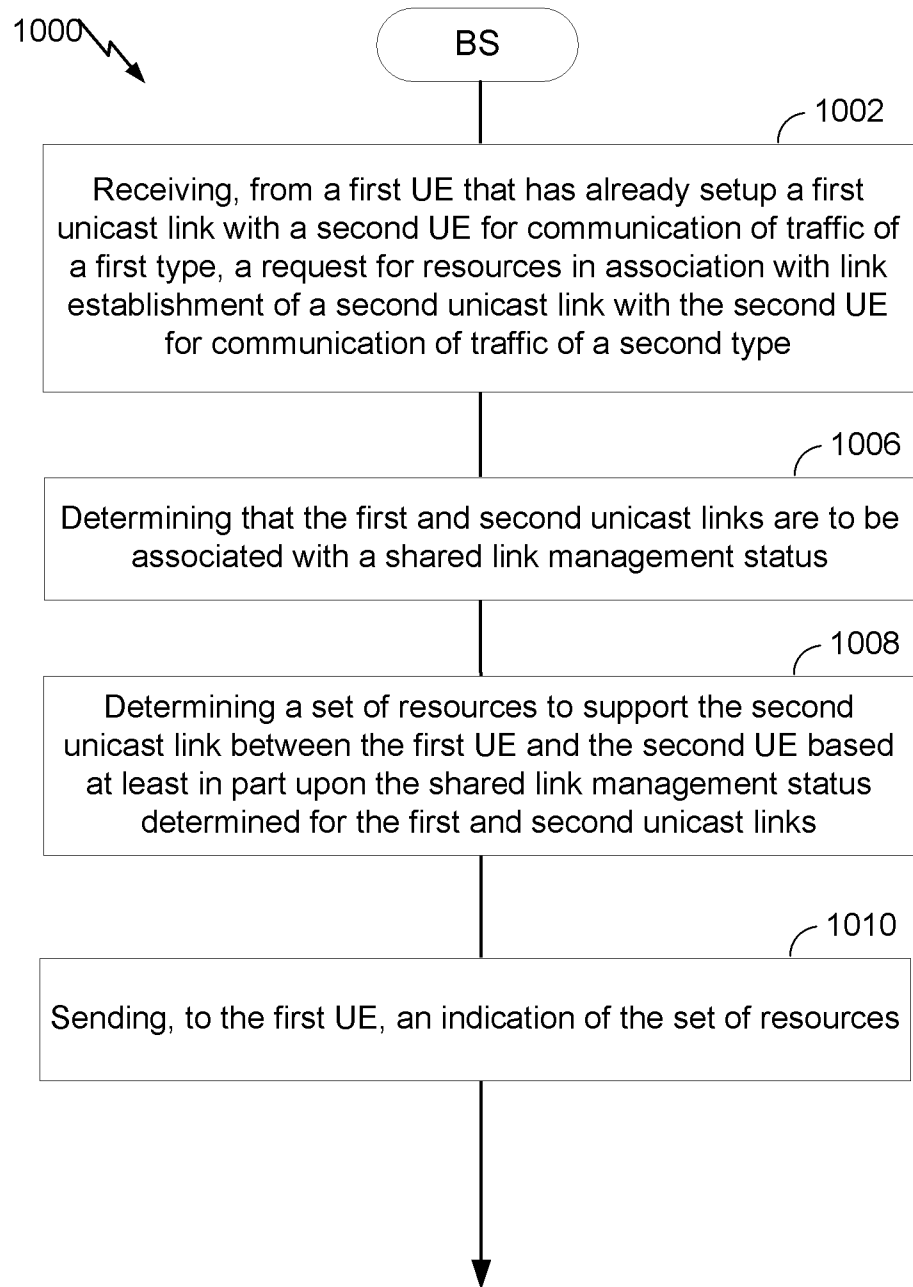 1000
BS
1002
Receiving, from a first UE that has already setup a first
unicast link with a second UE for communication of traffic of
a first type, a request for resources in association with link
establishment of a second unicast link with the second UE
for communication of traffic of a second type
1006
Determining that the first and second unicast links are to be
associated with a shared link management status
1008
Determining a set of resources to support the second
unicast link between the first UE and the second UE based
at least in part upon the shared link management status
determined for the first and second unicast links
1010
Sending, to the first UE, an indication of the set of resources